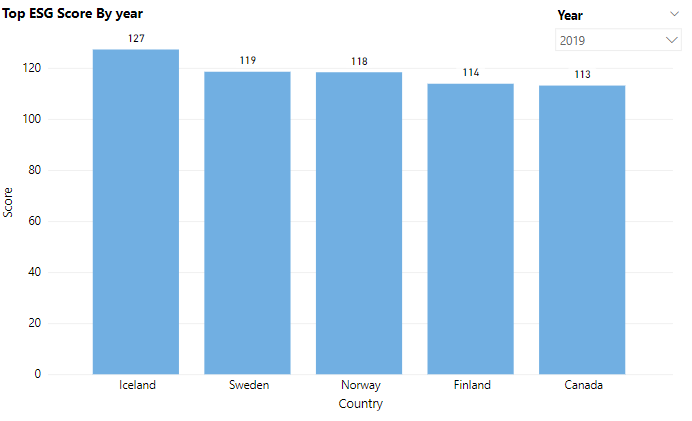 Top ESG Score By year
Year
2019
127
119
118
114
113
120
100
80
60
40
20
0
Score
Iceland
Sweden
Norway
Finland
Canada
Country